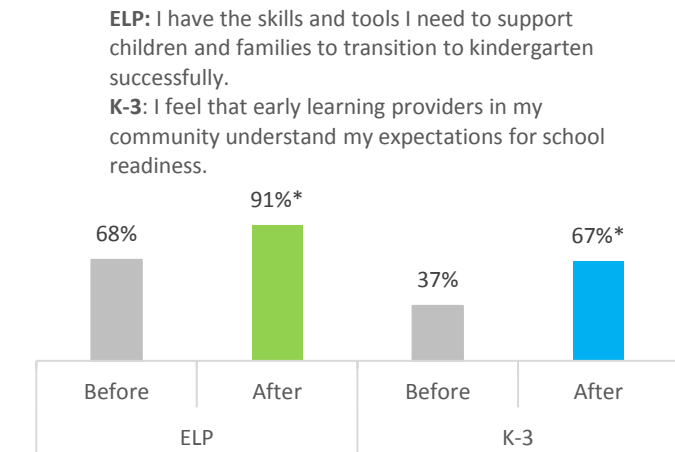 ELP: I have the skills and tools I need to support
children and families to transition to kindergarten
successfully.
K-3: I feel that early learning providers in my
community understand my expectations for school
readiness.
91%*
68%
67%*
37%
Before After Before After
ELP K-3